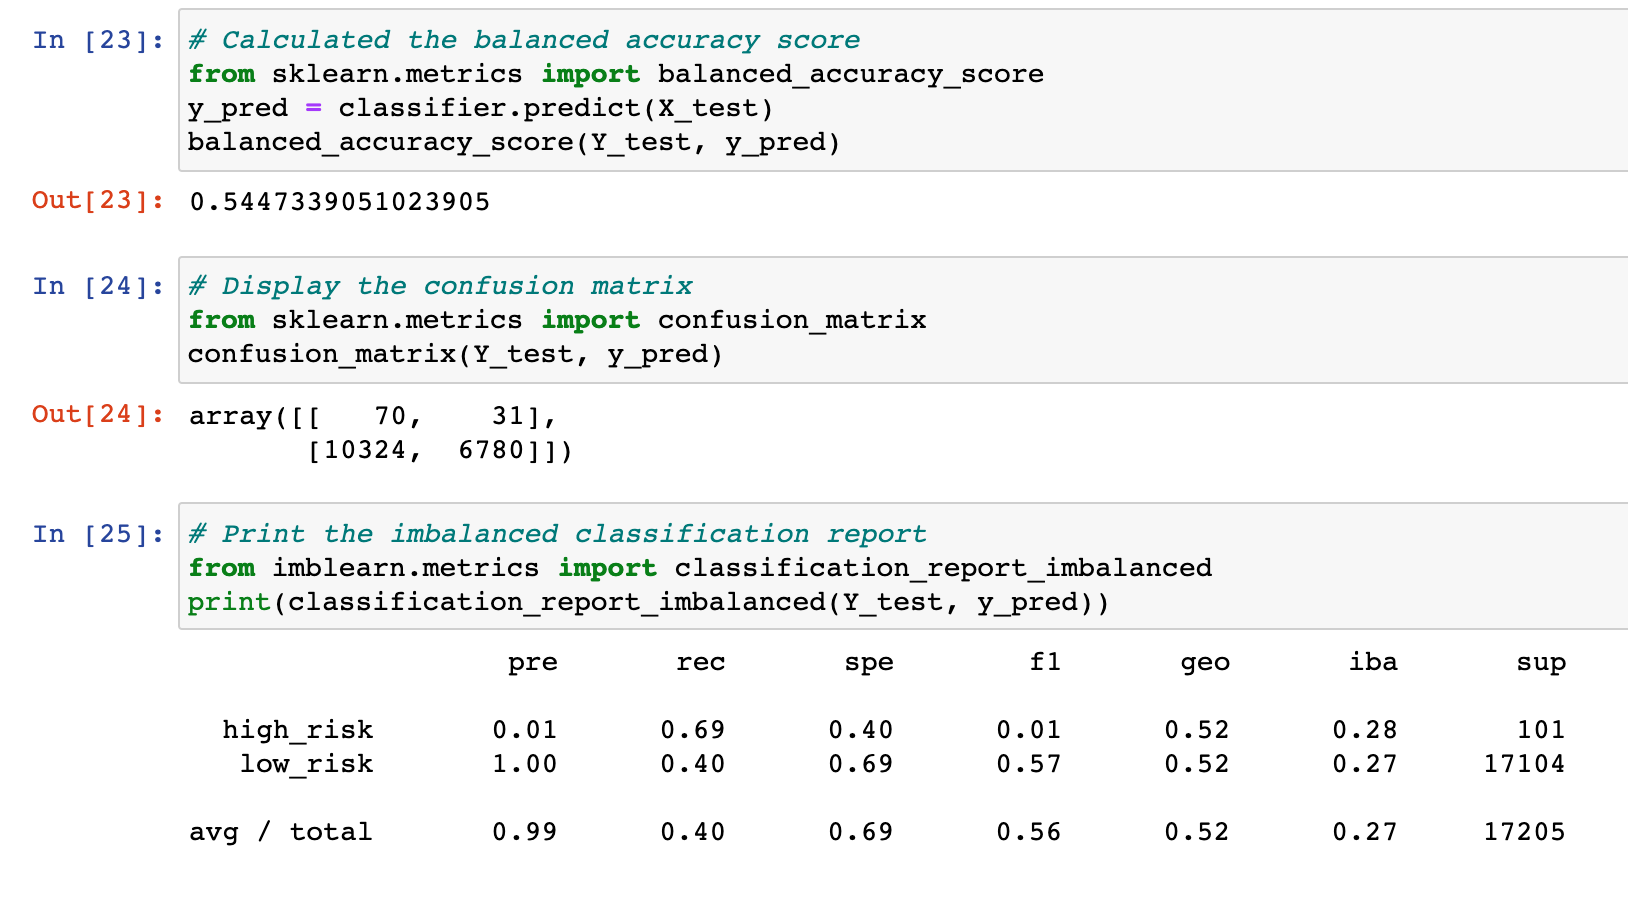 In [23]: # Calculated the balanced accuracy score
from sklearn.metrics import balanced_accuracy_score
y_pred = classifier.predict(X_test)
balanced_accuracy_score(Y_test, y_pred)
Out[23]: 0.5447339051023905
In [24]: # Display the confusion matrix
from sklearn.metrics import confusion_matrix
confusion_matrix(Y_test, y_pred)
Out[24]: array([[   70,    31],
       [10324,  6780]])
In [25]: # Print the imbalanced classification report
from imblearn.metrics import classification_report_imbalanced
print(classification_report_imbalanced(Y_test, y_pred))
pre rec spe f1 geo iba sup
high_risk 0.01 0.69 0.40 0.01 0.52 0.28 101
low_risk 1.00 0.40 0.69 0.57 0.52 0.27 17104
avg / total 0.99 0.40 0.69 0.56 0.52 0.27 17205